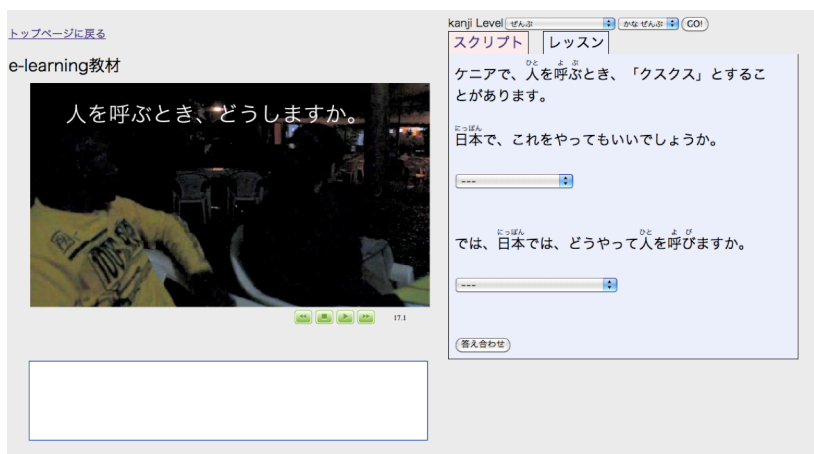 トップページに戻る
e-learning教材
人を呼ぶとき、どうしますか。
17.1
kanji Level ぜんぶ かな ぜんぶ GO!
スクリプト レッスン
ケニアで、人を呼ぶとき、「クスクス」とするこ
とがあります。
日本で、これをやってもいいでしょうか。
---
では、日本では、どうやって人を呼びますか。
---
答え合わせ